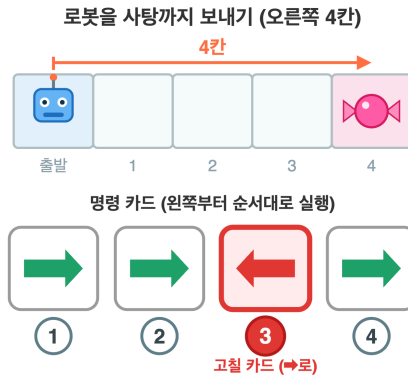 로봇을 사탕까지 보내기 (오른쪽 4칸)
4칸
출발 1 2 3 4
명령 카드 (왼쪽부터 순서대로 실행)
1 2 3 4
고칠 카드 (➡로)